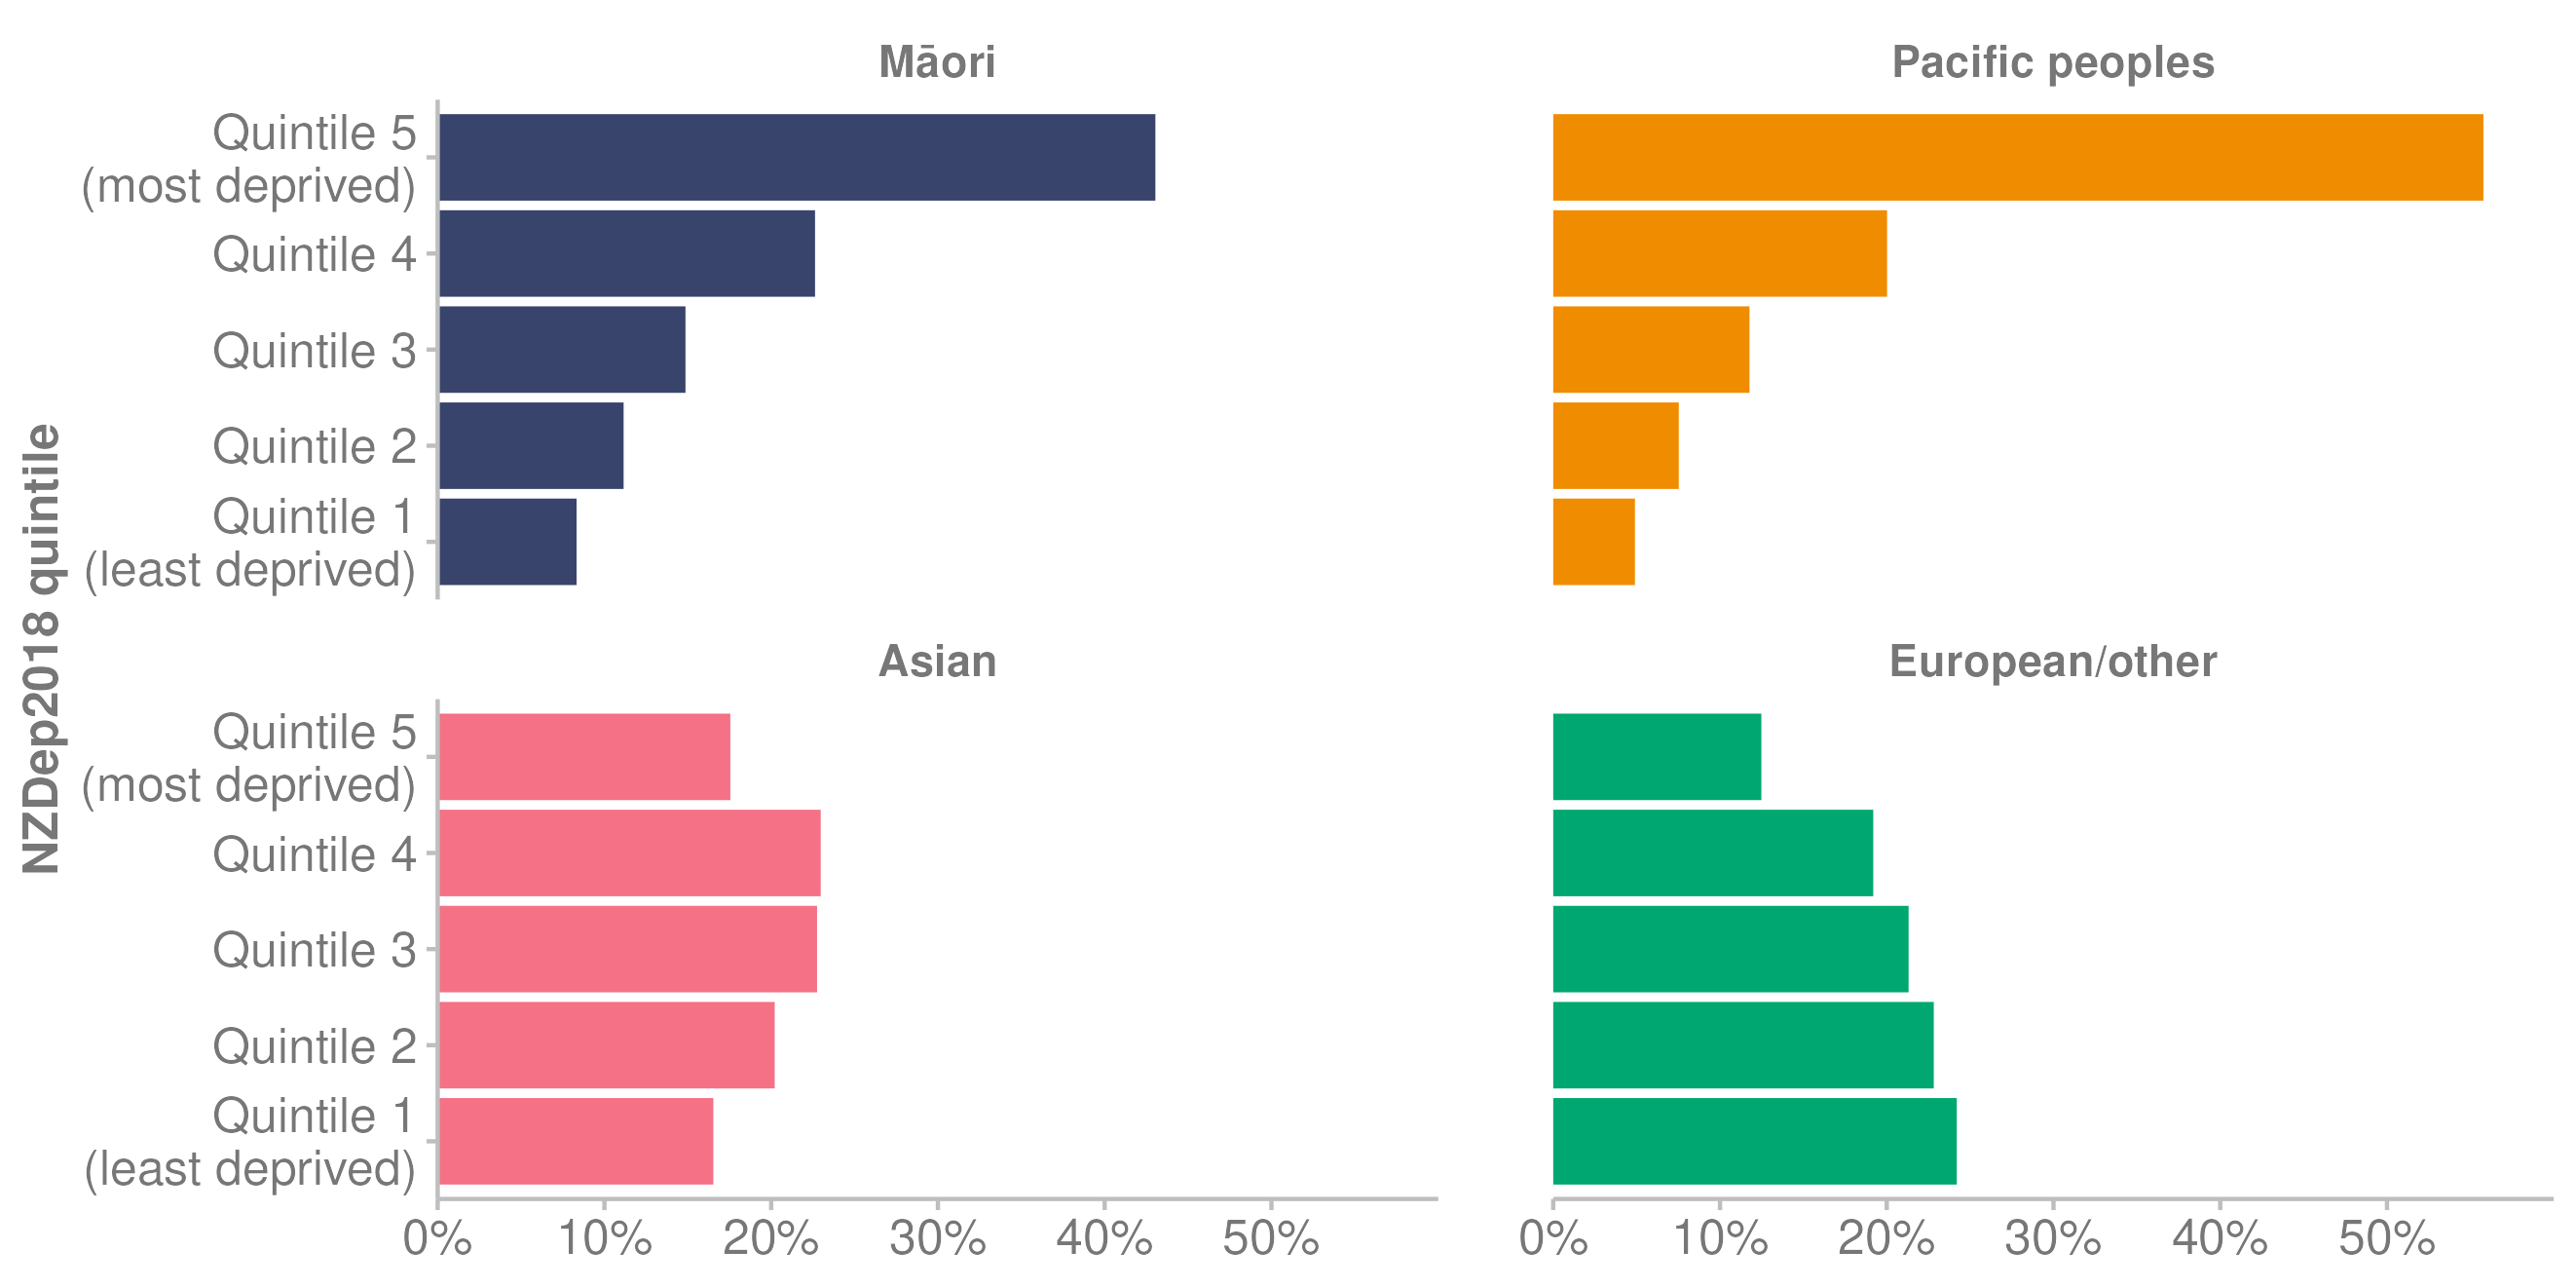 Māori
Pacific peoples
Quintile 5
(most deprived)
Quintile 4
Quintile 3
Quintile 2
Quintile 1
(least deprived)
NZDep2018 quintile
Asian
European/other
Quintile 5
(most deprived)
Quintile 4
Quintile 3
Quintile 2
Quintile 1
(least deprived)
0% 10% 20% 30% 40% 50%
0% 10% 20% 30% 40% 50%